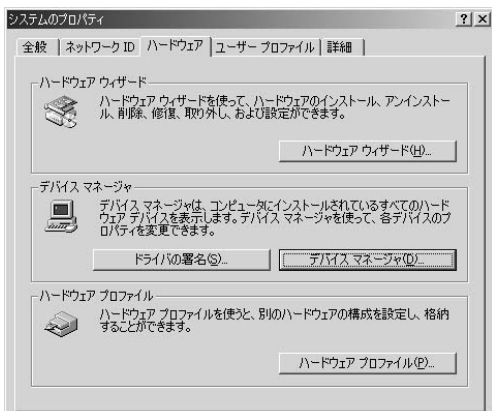 システムのプロパティ
? ×
全般 ネットワーク ID ハードウェア ユーザー プロファイル 詳細
ハードウェア ウィザード
ハードウェア ウィザードを使って、ハードウェアのインストール、アンインストー
ル、削除、修復、取り外し、および設定ができます。
ハードウェア ウィザード(H)...
デバイス マネージャ
デバイス マネージャは、コンピュータにインストールされているすべてのハード
ウェア デバイスを表示します。デバイス マネージャを使って、各デバイスのプ
ロパティを変更できます。
ドライバの署名(S)...
デバイス マネージャ(D)...
ハードウェア プロファイル
ハードウェア プロファイルを使うと、別のハードウェアの構成を設定し、格納
することができます。
ハードウェア プロファイル(P)...